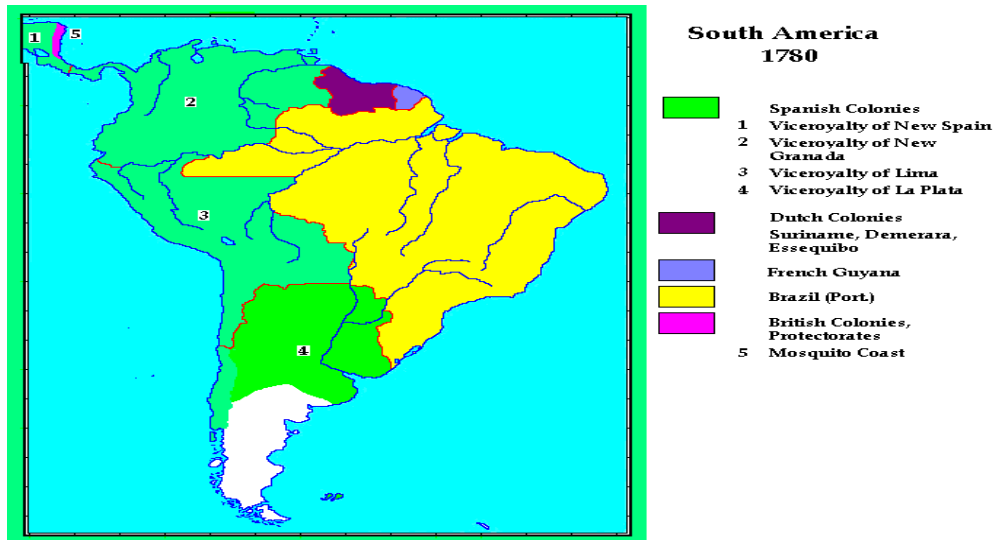 1
5
2
3
4
South America
1780
Spanish Colonies
1 Viceroyalty of New Spain
2 Viceroyalty of New
Granada
3 Viceroyalty of Lima
4 Viceroyalty of La Plata
Dutch Colonies
Suriname, Demerara,
Essequibo
French Guyana
Brazil (Port.)
British Colonies,
Protectorates
5 Mosquito Coast